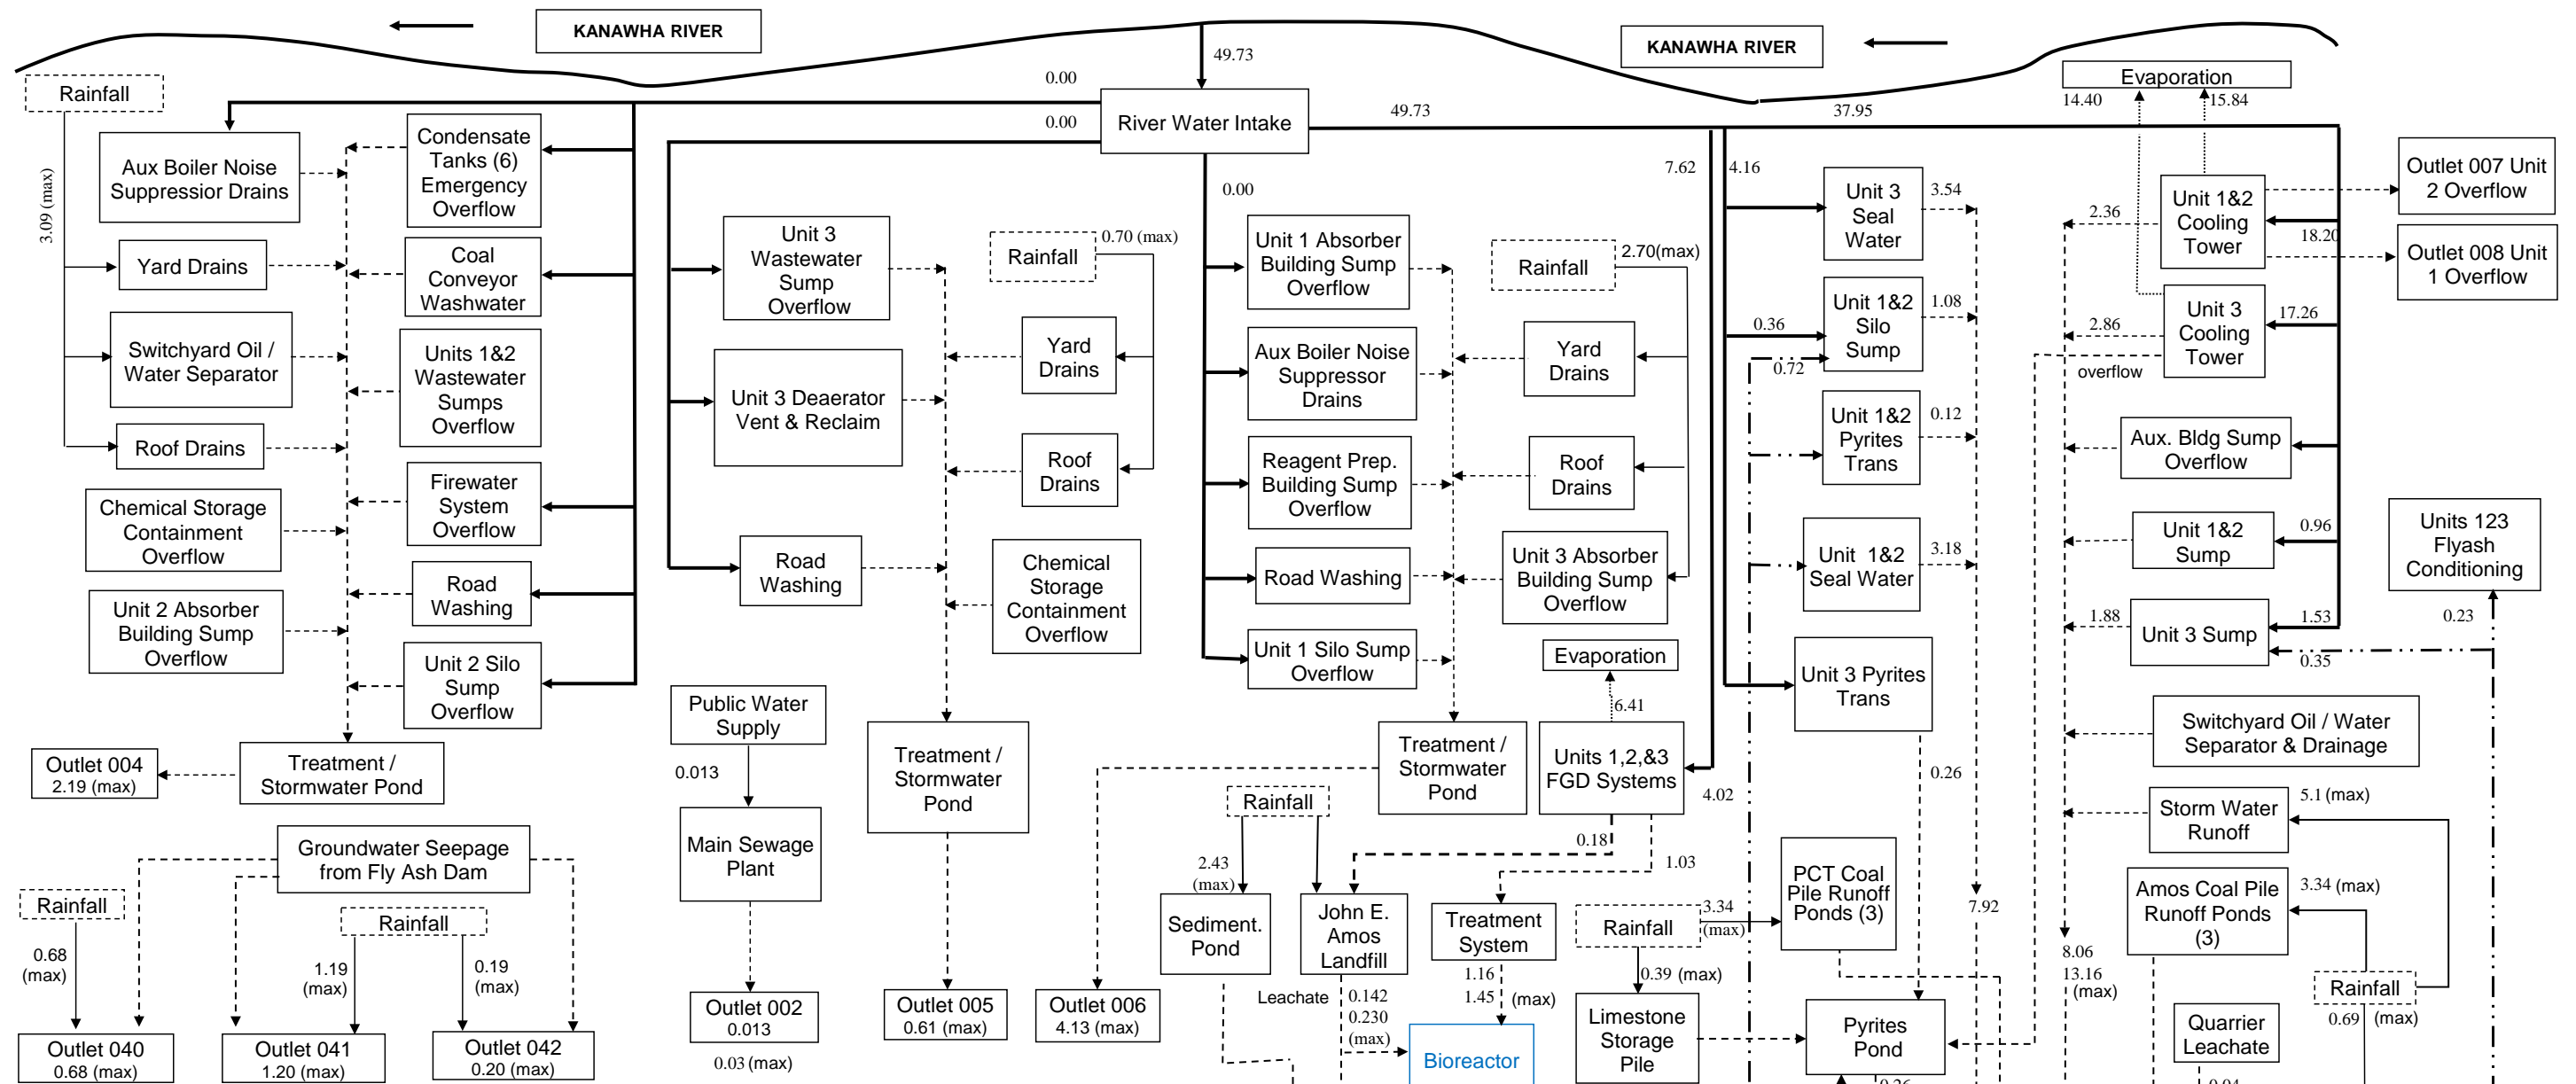 KANAWHA RIVER
KANAWHA RIVER
49.73
0.00
0.00
49.73
37.95
River Water Intake
Evaporation
14.40
15.84
Rainfall
3.09 (max)
Aux Boiler Noise
Suppressior Drains
Yard Drains
Switchyard Oil /
Water Separator
Roof Drains
Chemical Storage
Containment
Overflow
Unit 2 Absorber
Building Sump
Overflow
Condensate
Tanks (6)
Emergency
Overflow
Coal
Conveyor
Washwater
Units 1&2
Wastewater
Sumps
Overflow
Firewater
System
Overflow
Road
Washing
Unit 2 Silo
Sump
Overflow
Treatment /
Stormwater Pond
Outlet 004
2.19 (max)
Groundwater Seepage
from Fly Ash Dam
Rainfall
0.68
(max)
Rainfall
1.19
(max)
0.19
(max)
Outlet 040
0.68 (max)
Outlet 041
1.20 (max)
Outlet 042
0.20 (max)
Unit 3
Wastewater
Sump
Overflow
Unit 3 Deaerator
Vent & Reclaim
Road
Washing
Rainfall
0.70 (max)
Yard
Drains
Roof
Drains
Chemical
Storage
Containment
Overflow
Public Water
Supply
0.013
Main Sewage
Plant
Outlet 002
0.013
0.03 (max)
Treatment /
Stormwater
Pond
Outlet 005
0.61 (max)
0.00
Unit 1 Absorber
Building Sump
Overflow
Aux Boiler Noise
Suppressor
Drains
Reagent Prep.
Building Sump
Overflow
Road Washing
Unit 1 Silo Sump
Overflow
Rainfall
2.70(max)
Yard
Drains
Roof
Drains
Unit 3 Absorber
Building Sump
Overflow
Treatment /
Stormwater
Pond
Outlet 006
4.13 (max)
Evaporation
6.41
Units 1,2,&3
FGD Systems
7.62
4.02
0.18
1.03
Rainfall
2.43
(max)
Sediment.
Pond
John E.
Amos
Landfill
Leachate
0.142
0.230
(max)
Treatment
System
1.16
1.45 (max)
Bioreactor
4.16
Unit 3
Seal
Water
3.54
0.36
Unit 1&2
Silo
Sump
1.08
0.72
Unit 1&2
Pyrites
Trans
0.12
Unit 1&2
Seal Water
3.18
Unit 3 Pyrites
Trans
0.26
7.92
Rainfall
3.34
(max)
0.39 (max)
PCT Coal
Pile Runoff
Ponds (3)
Limestone
Storage
Pile
Pyrites
Pond
0.26
Unit 1&2
Cooling
Tower
2.36
18.20
Outlet 007 Unit
2 Overflow
Outlet 008 Unit
1 Overflow
Unit 3
Cooling
Tower
2.86
17.26
overflow
Aux. Bldg Sump
Overflow
Unit 1&2
Sump
0.96
Unit 3 Sump
1.88
1.53
0.35
Units 123
Flyash
Conditioning
0.23
Switchyard Oil / Water
Separator & Drainage
Storm Water
Runoff
5.1 (max)
Amos Coal Pile
Runoff Ponds
(3)
3.34 (max)
8.06
13.16
(max)
Rainfall
0.69 (max)
Quarrier
Leachate
0.04